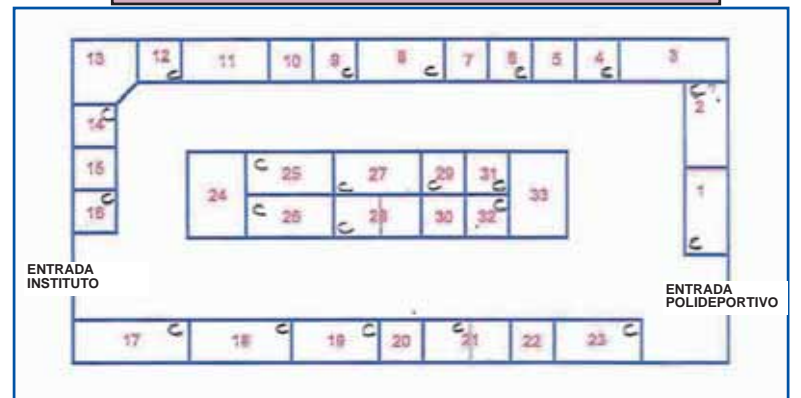 13 12 11 10 9 8 7 6 5 4 3
C C C C C
C
2
14 C
15
16 C
1
C
24 C 25 27 29 31 33
C C C
C 26 C 28 30 32 C
ENTRADA
INSTITUTO
ENTRADA
POLIDEPORTIVO
17 C 18 C 19 C 20 C 21 22 23 C